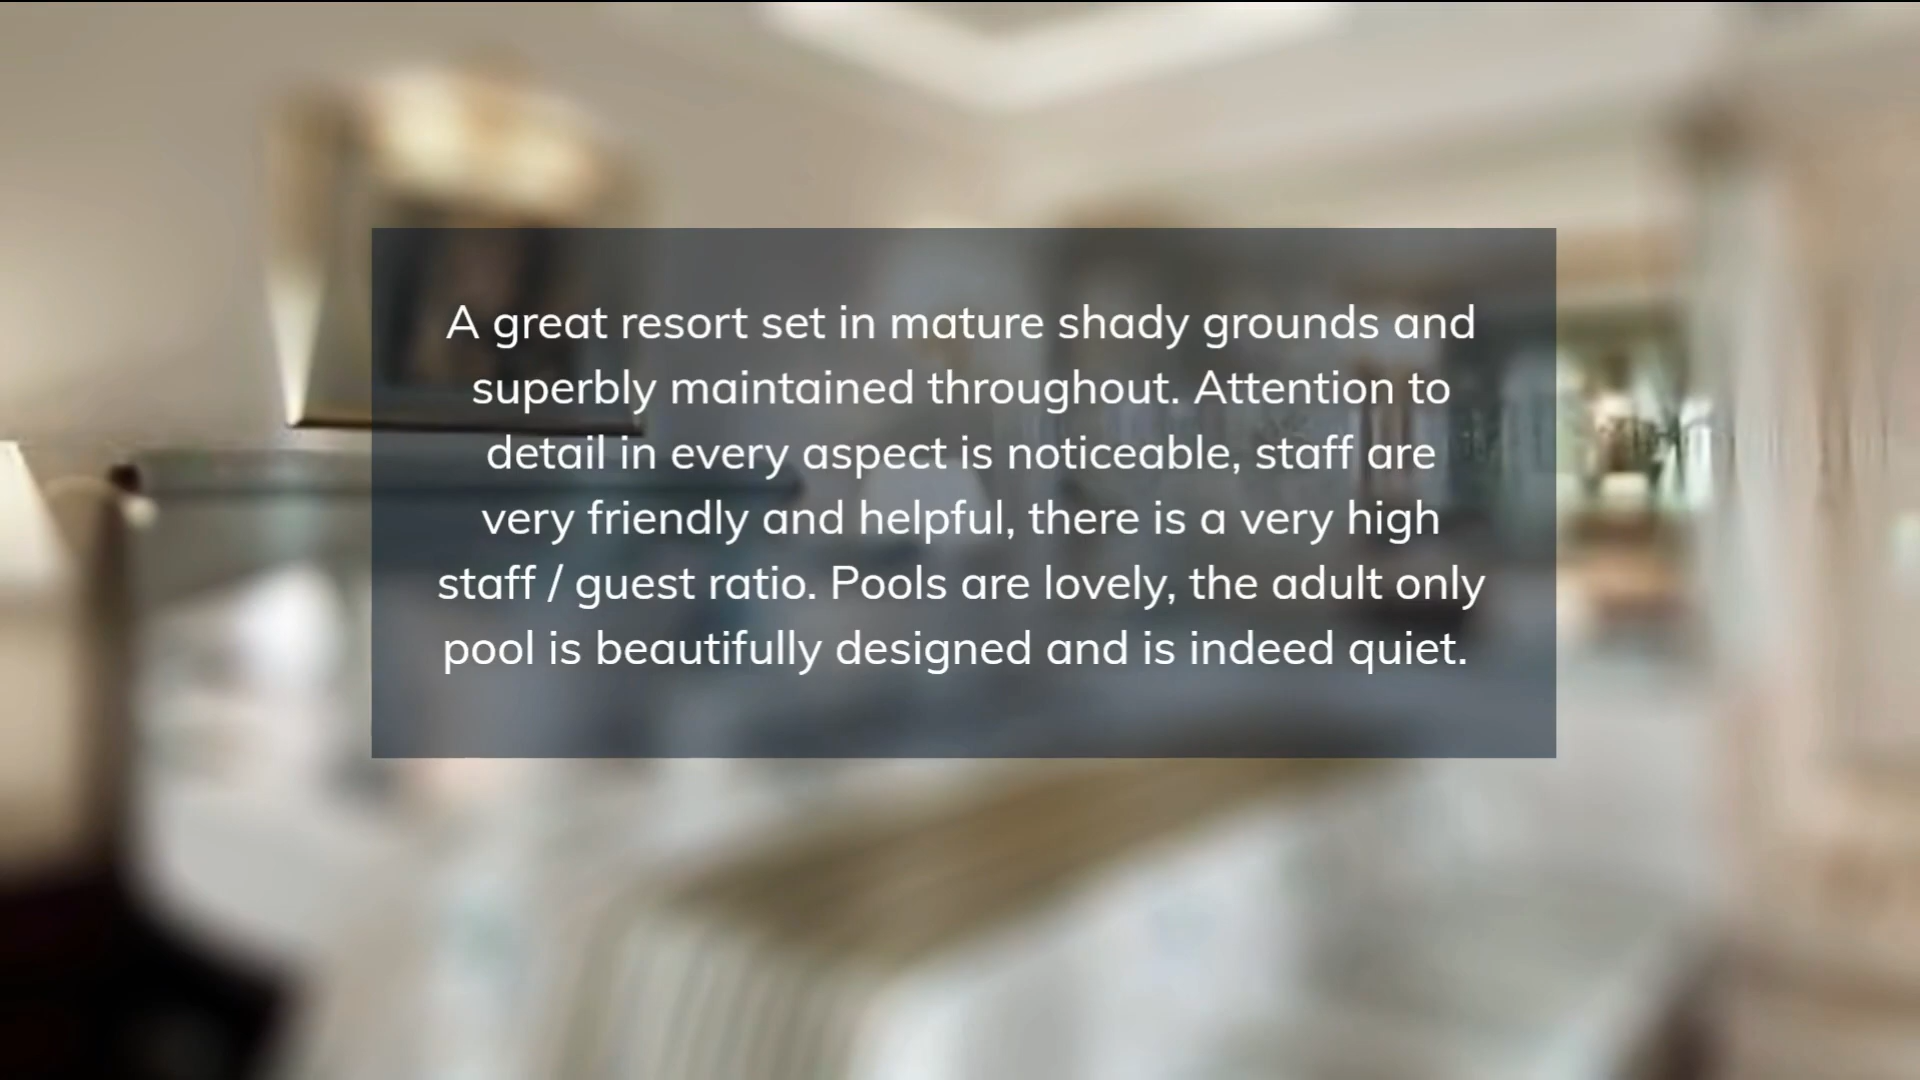 A great resort set in mature shady grounds and
superbly maintained throughout. Attention to
detail in every aspect is noticeable, staff are
very friendly and helpful, there is a very high
staff / guest ratio. Pools are lovely, the adult only
pool is beautifully designed and is indeed quiet.